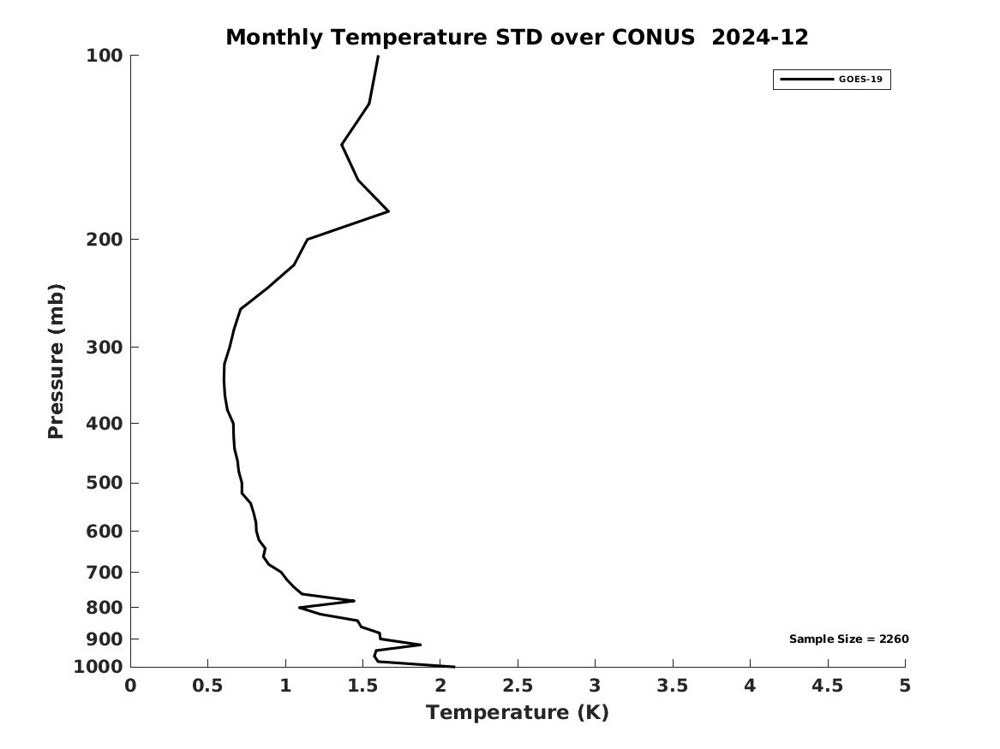 Monthly Temperature STD over CONUS  2024-12
GOES-19
100
200
300
400
500
600
700
800
900
1000
Pressure (mb)
Sample Size = 2260
0 0.5 1 1.5 2 2.5 3 3.5 4 4.5 5
Temperature (K)